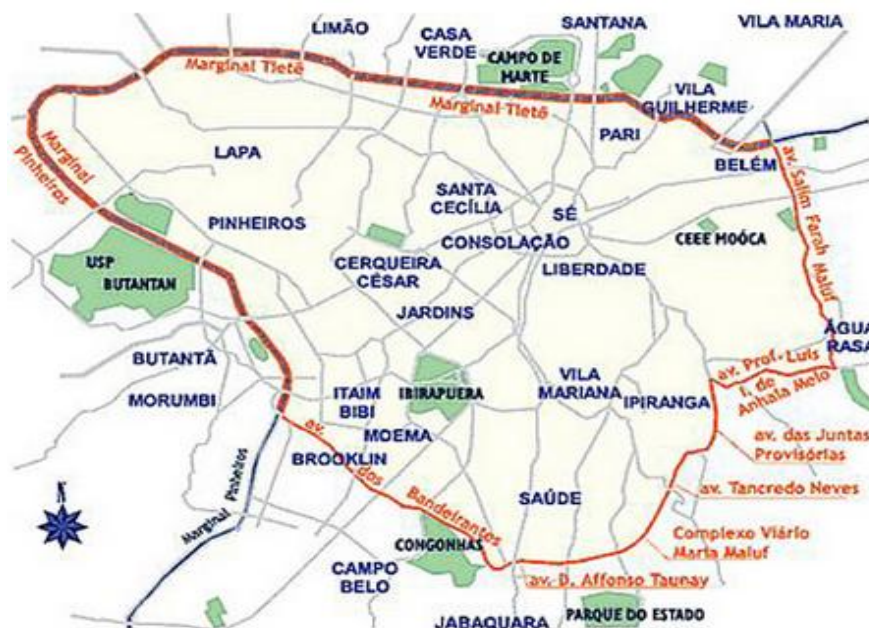 LIMÃO
CASA
VERDE
SANTANA
VILA MARIA
CAMPO DE
MARTE
Marginal Tietê
Marginal Tietê
VILA
GUILHERME
PARI
BELÉM
Marginal
Pinheiros
LAPA
SANTA
CECÍLIA
SÉ
PINHEIROS
CONSOLAÇÃO
CEEE MOÓCA
av. Salim Farah Maluf
USP
BUTANTAN
CERQUEIRA
CÉSAR
LIBERDADE
JARDINS
ÁGUA
RASA
BUTANTÃ
VILA
MARIANA
av. Prof. Luis
I. de
Anhaia Melo
MORUMBI
ITAIM
BIBI
IBIRAPUERA
IPIRANGA
MOEMA
av. das Juntas
Provisórias
BROOKLIN
av. dos Bandeirantes
av. Tancredo Neves
SAÚDE
N
Marginal Pinheiros
CONGONHAS
Complexo Viário
Maria Maluf
CAMPO
BELO
av. D. Affonso Taunay
JABAQUARA
PARQUE DO ESTADO